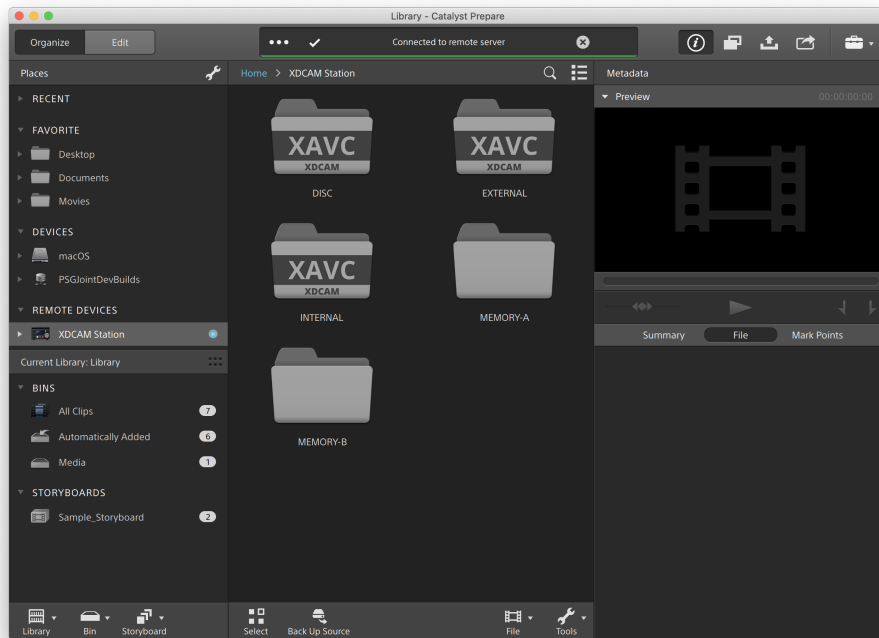 Library - Catalyst Prepare
Organize
Edit
Connected to remote server
Places
Home > XDCAM Station
Metadata
RECENT
FAVORITE
Desktop
Documents
Movies
DEVICES
macOS
PSGJointDevBuilds
REMOTE DEVICES
XDCAM Station
Current Library: Library
BINS
All Clips 7
Automatically Added 6
Media 1
STORYBOARDS
Sample_Storyboard 2
XAVC
XDCAM
DISC
XAVC
XDCAM
EXTERNAL
XAVC
XDCAM
INTERNAL
MEMORY-A
MEMORY-B
Preview 00:00:00:00
Summary File Mark Points
Library
Bin
Storyboard
Select
Back Up Source
File
Tools